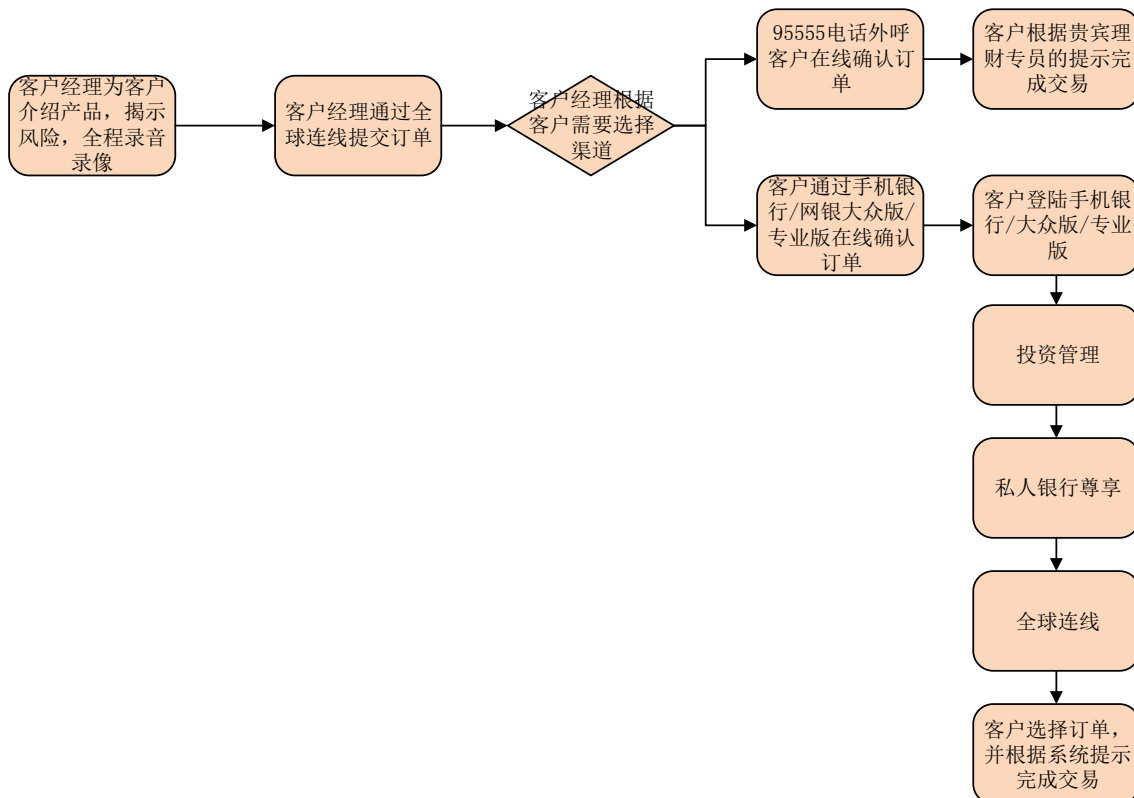 客户经理为客户
介绍产品，揭示
风险，全程录音
录像
客户经理通过全
球连线提交订单
客户经理根据
客户需要选择
渠道
95555电话外呼
客户在线确认订
单
客户根据贵宾理
财专员的提示完
成交易
客户通过手机银
行/网银大众版/
专业版在线确认
订单
客户登陆手机银
行/大众版/专业
版
投资管理
私人银行尊享
全球连线
客户选择订单，
并根据系统提示
完成交易